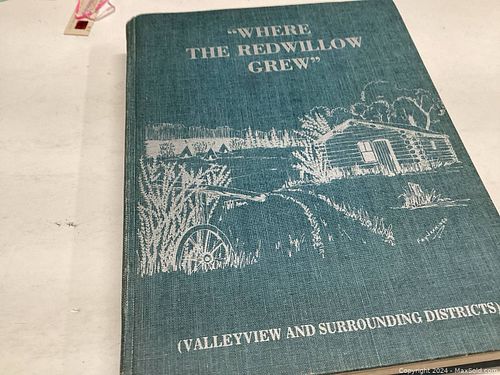 "WHERE
THE REDWILLOW
GREW"
(VALLEYVIEW AND SURROUNDING DISTRICTS)
Copyright 2024 - MaxSold.com